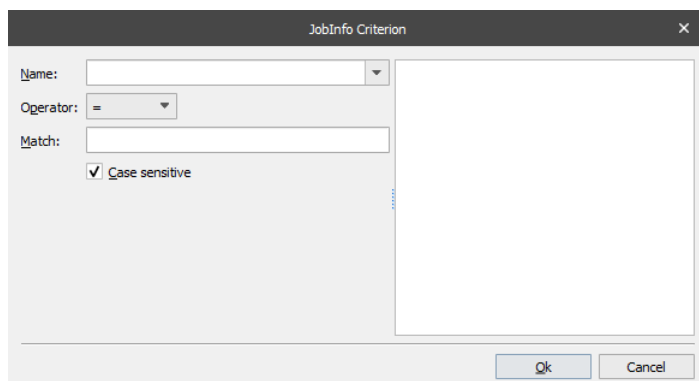 JobInfo Criterion
Name:
Operator: =
Match:
Case sensitive
Ok Cancel